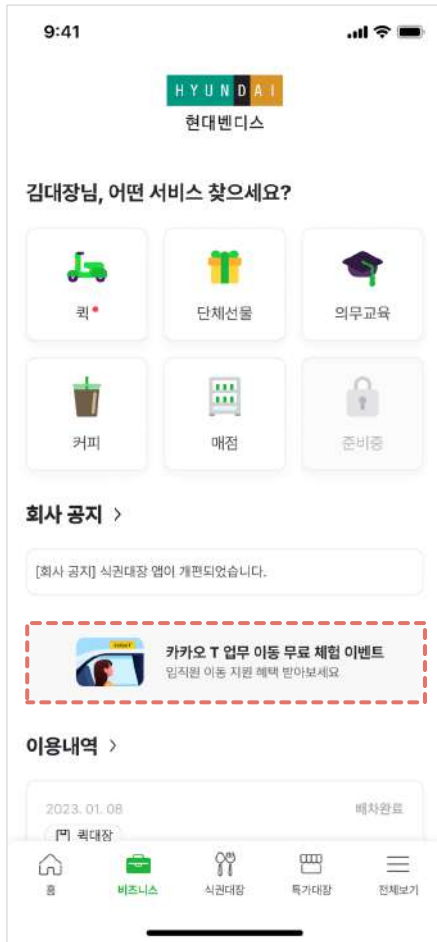 9:41
HYUNDAI
현대벤디스
김대장님, 어떤 서비스 찾으세요?
퀵
단체선물
의무교육
커피
매점
준비중
회사 공지 >
[회사 공지] 식권대장 앱이 개편되었습니다.
카카오 T 업무 이동 무료 체험 이벤트
임직원 이동 지원 혜택 받아보세요
이용내역 >
2023. 01. 08
배차완료
퀵대장
홈
비즈니스
식권대장
특가대장
전체보기